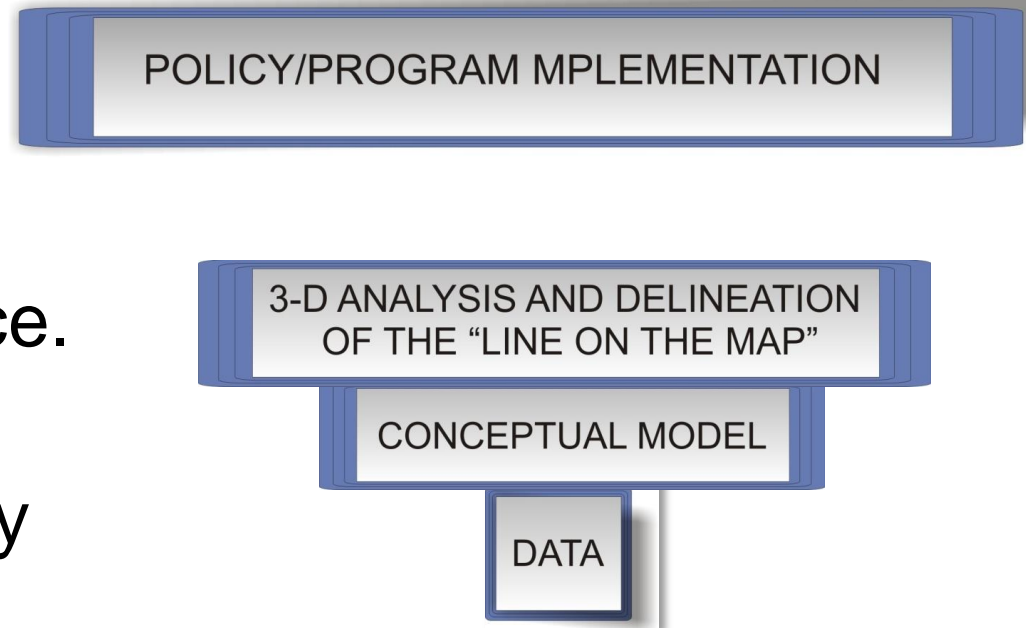 POLICY/PROGRAM MPLEMENTATION
3-D ANALYSIS AND DELINEATION
OF THE “LINE ON THE MAP”
ce.
CONCEPTUAL MODEL
y
DATA